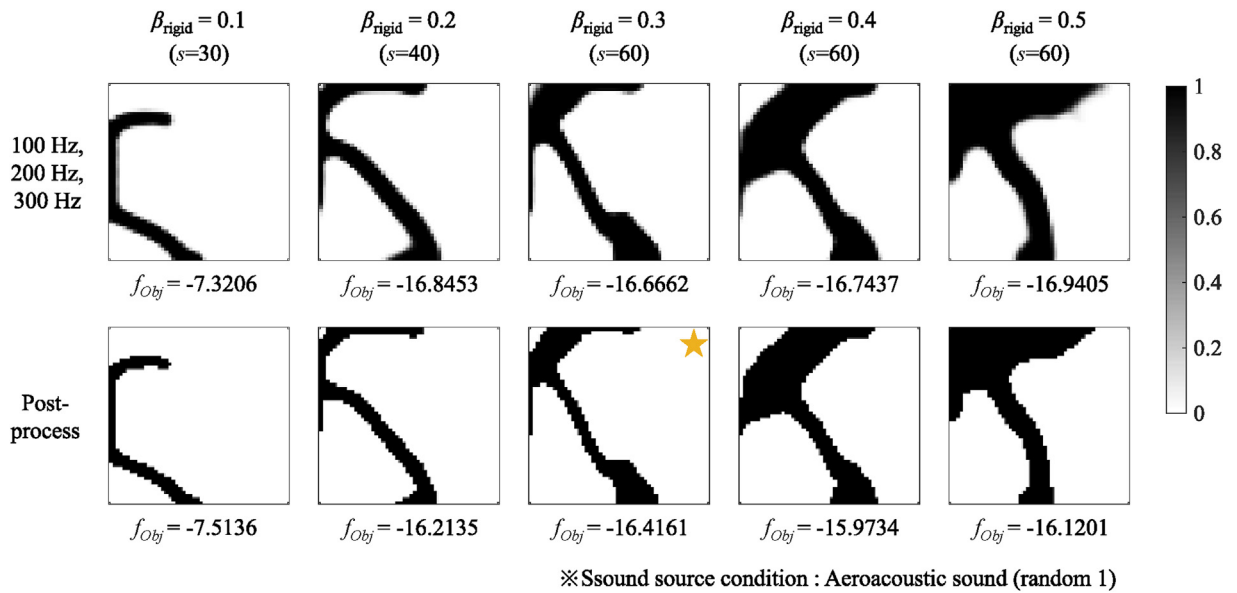 β_rigid = 0.1 β_rigid = 0.2 β_rigid = 0.3 β_rigid = 0.4 β_rigid = 0.5
(s=30) (s=40) (s=60) (s=60) (s=60)
100 Hz,
200 Hz,
300 Hz
1
0.8
0.6
0.4
0.2
0
f_Obj = -7.3206 f_Obj = -16.8453 f_Obj = -16.6662 f_Obj = -16.7437 f_Obj = -16.9405
Post-
process
f_Obj = -7.5136 f_Obj = -16.2135 f_Obj = -16.4161 f_Obj = -15.9734 f_Obj = -16.1201
※Ssound source condition : Aeroacoustic sound (random 1)